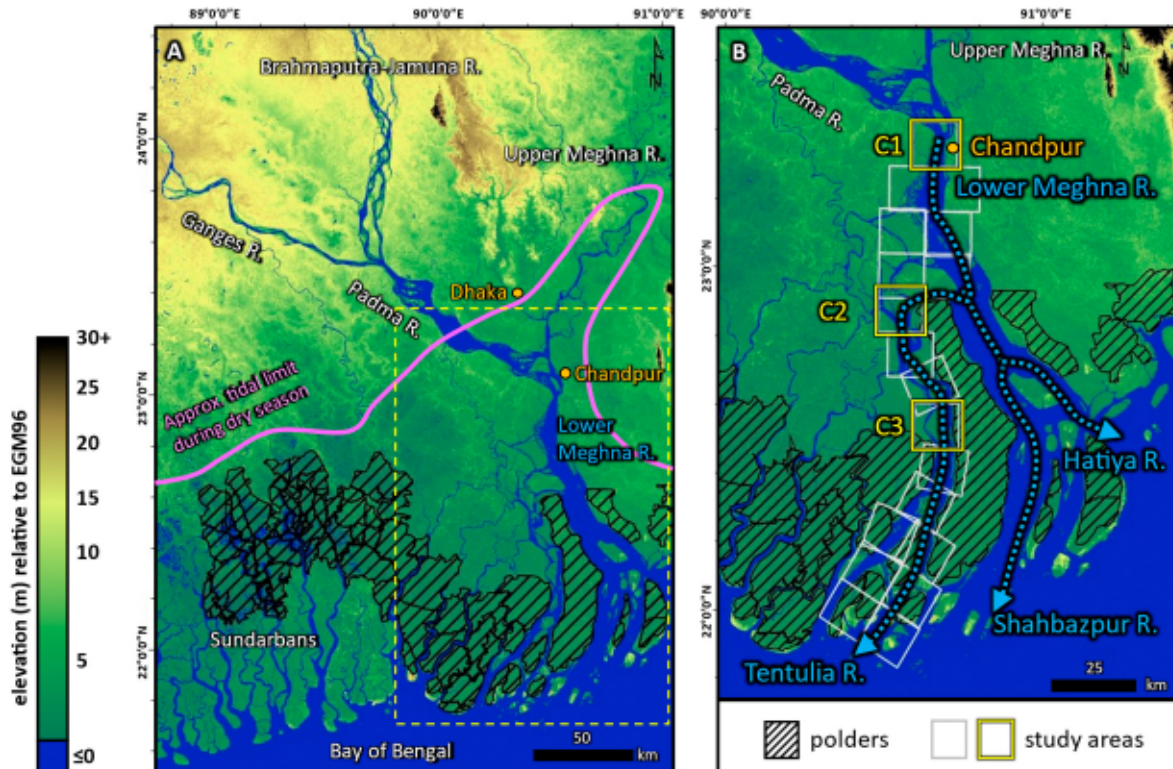 89°0'0"E
90°0'0"E
91°0'0"E
A
Brahmaputra-Jamuna R.
N
24°0'0"N
Upper Meghna R.
Ganges R.
Dhaka
Padma R.
Chandpur
23°0'0"N
Approx. tidal limit
during dry season
Lower
Meghna R.
Sundarbans
22°0'0"N
Bay of Bengal
50
km
elevation (m) relative to EGM96
30+
25
20
15
10
5
≤0
90°0'0"E
91°0'0"E
B
Upper Meghna R.
N
Padma R.
C1
Chandpur
Lower Meghna R.
23°0'0"N
C2
C3
Hatiya R.
22°0'0"N
Shahbazpur R.
Tentulia R.
25
km
polders
study areas